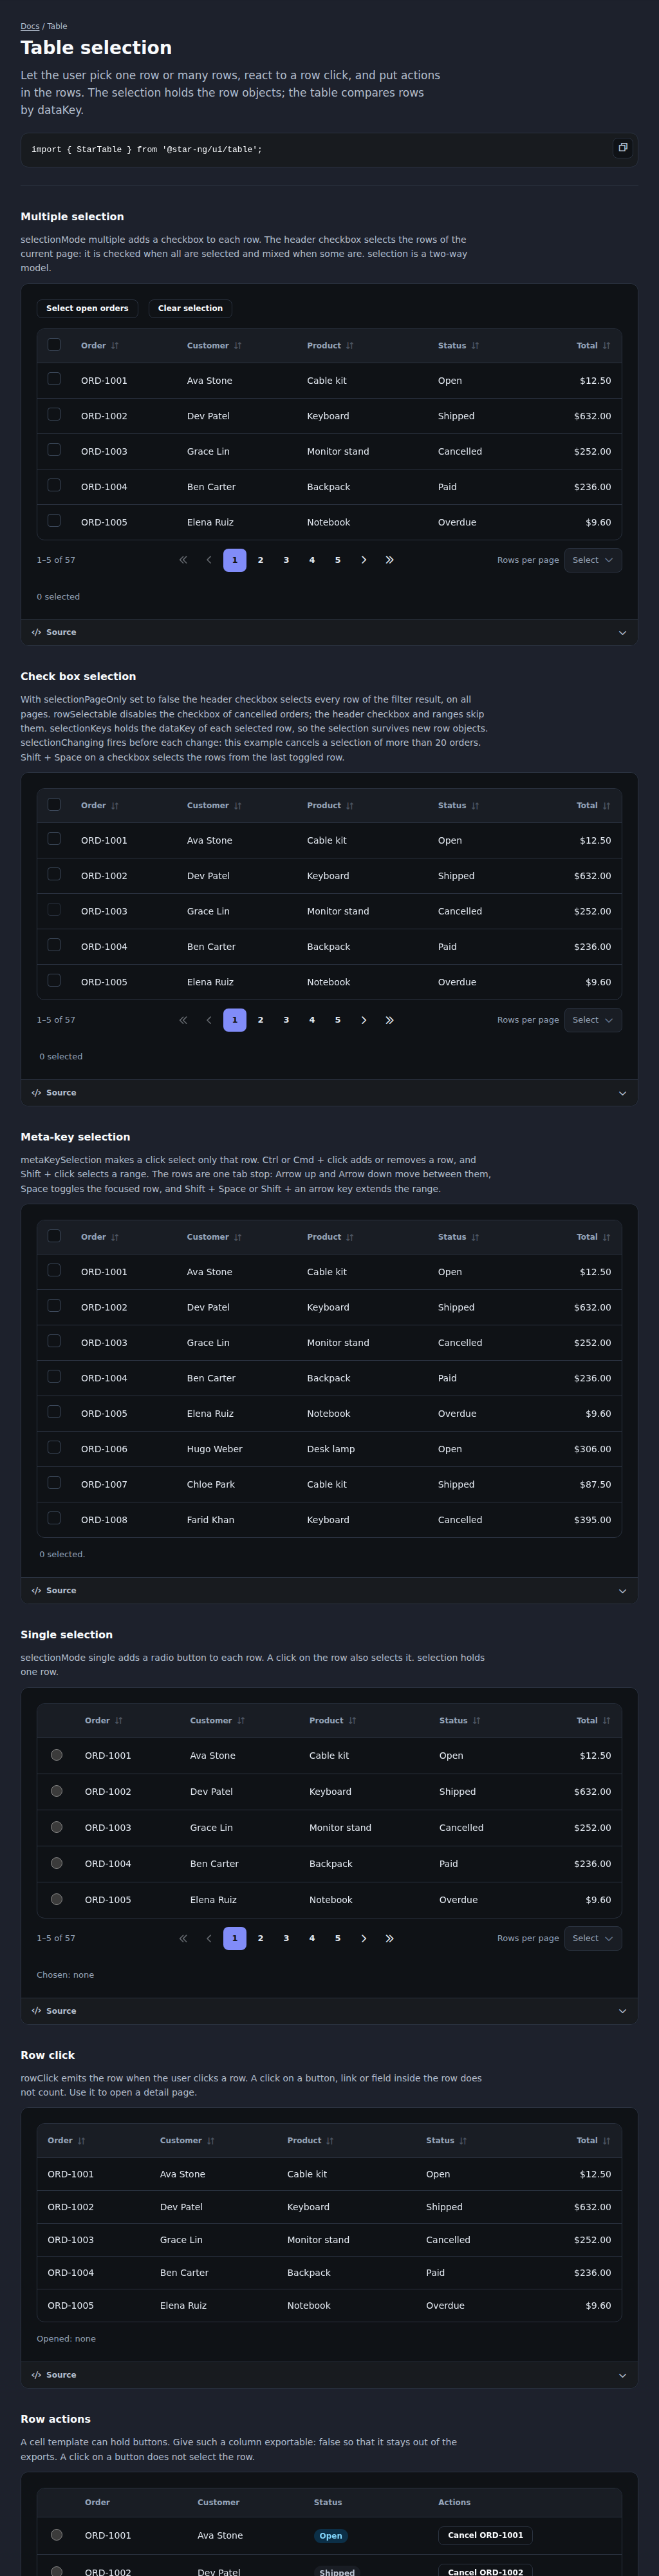 Docs / Table
Table selection
Let the user pick one row or many rows, react to a row click, and put actions
in the rows. The selection holds the row objects; the table compares rows
by dataKey.
import { StarTable } from '@star-ng/ui/table';
Multiple selection
selectionMode multiple adds a checkbox to each row. The header checkbox selects the rows of the
current page: it is checked when all are selected and mixed when some are. selection is a two-way
model.
Select open orders Clear selection
Order Customer Product Status Total
ORD-1001 Ava Stone Cable kit Open $12.50
ORD-1002 Dev Patel Keyboard Shipped $632.00
ORD-1003 Grace Lin Monitor stand Cancelled $252.00
ORD-1004 Ben Carter Backpack Paid $236.00
ORD-1005 Elena Ruiz Notebook Overdue $9.60
1–5 of 57 1 2 3 4 5 Rows per page Select
0 selected
Source
Check box selection
With selectionPageOnly set to false the header checkbox selects every row of the filter result, on all
pages. rowSelectable disables the checkbox of cancelled orders; the header checkbox and ranges skip
them. selectionKeys holds the dataKey of each selected row, so the selection survives new row objects.
selectionChanging fires before each change: this example cancels a selection of more than 20 orders.
Shift + Space on a checkbox selects the rows from the last toggled row.
Order Customer Product Status Total
ORD-1001 Ava Stone Cable kit Open $12.50
ORD-1002 Dev Patel Keyboard Shipped $632.00
ORD-1003 Grace Lin Monitor stand Cancelled $252.00
ORD-1004 Ben Carter Backpack Paid $236.00
ORD-1005 Elena Ruiz Notebook Overdue $9.60
1–5 of 57 1 2 3 4 5 Rows per page Select
0 selected
Source
Meta-key selection
metaKeySelection makes a click select only that row. Ctrl or Cmd + click adds or removes a row, and
Shift + click selects a range. The rows are one tab stop: Arrow up and Arrow down move between them,
Space toggles the focused row, and Shift + Space or Shift + an arrow key extends the range.
Order Customer Product Status Total
ORD-1001 Ava Stone Cable kit Open $12.50
ORD-1002 Dev Patel Keyboard Shipped $632.00
ORD-1003 Grace Lin Monitor stand Cancelled $252.00
ORD-1004 Ben Carter Backpack Paid $236.00
ORD-1005 Elena Ruiz Notebook Overdue $9.60
ORD-1006 Hugo Weber Desk lamp Open $306.00
ORD-1007 Chloe Park Cable kit Shipped $87.50
ORD-1008 Farid Khan Keyboard Cancelled $395.00
0 selected.
Source
Single selection
selectionMode single adds a radio button to each row. A click on the row also selects it. selection holds
one row.
Order Customer Product Status Total
ORD-1001 Ava Stone Cable kit Open $12.50
ORD-1002 Dev Patel Keyboard Shipped $632.00
ORD-1003 Grace Lin Monitor stand Cancelled $252.00
ORD-1004 Ben Carter Backpack Paid $236.00
ORD-1005 Elena Ruiz Notebook Overdue $9.60
1–5 of 57 1 2 3 4 5 Rows per page Select
Chosen: none
Source
Row click
rowClick emits the row when the user clicks a row. A click on a button, link or field inside the row does
not count. Use it to open a detail page.
Order Customer Product Status Total
ORD-1001 Ava Stone Cable kit Open $12.50
ORD-1002 Dev Patel Keyboard Shipped $632.00
ORD-1003 Grace Lin Monitor stand Cancelled $252.00
ORD-1004 Ben Carter Backpack Paid $236.00
ORD-1005 Elena Ruiz Notebook Overdue $9.60
Opened: none
Source
Row actions
A cell template can hold buttons. Give such a column exportable: false so that it stays out of the
exports. A click on a button does not select the row.
Order Customer Status Actions
ORD-1001 Ava Stone Open Cancel ORD-1001
ORD-1002 Dev Patel Shipped Cancel ORD-1002